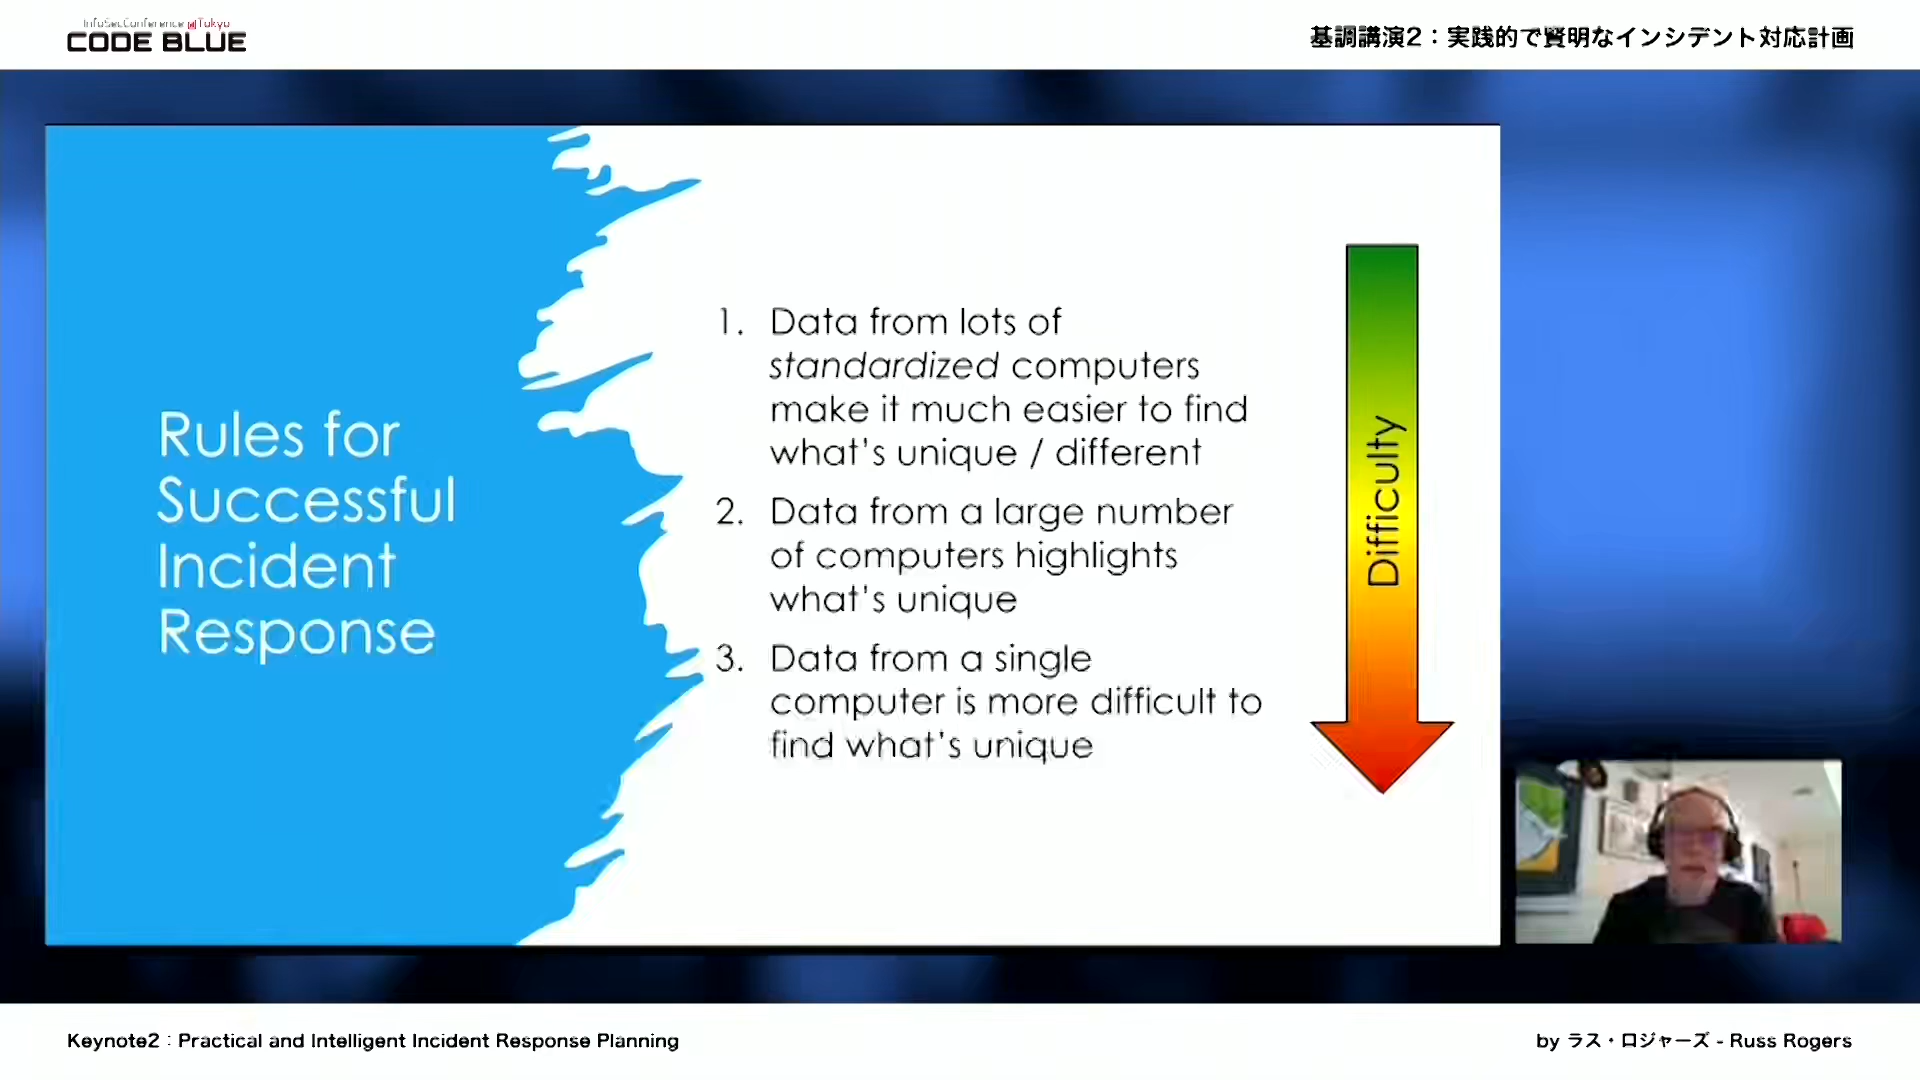 InfoSecConference @Tokyo
CODE BLUE
基調講演2：実践的で賢明なインシデント対応計画
Rules for
Successful
Incident
Response
1. Data from lots of
standardized computers
make it much easier to find
what's unique / different
2. Data from a large number
of computers highlights
what's unique
3. Data from a single
computer is more difficult to
find what's unique
Difficulty
Keynote2：Practical and Intelligent Incident Response Planning
by ラス・ロジャーズ - Russ Rogers